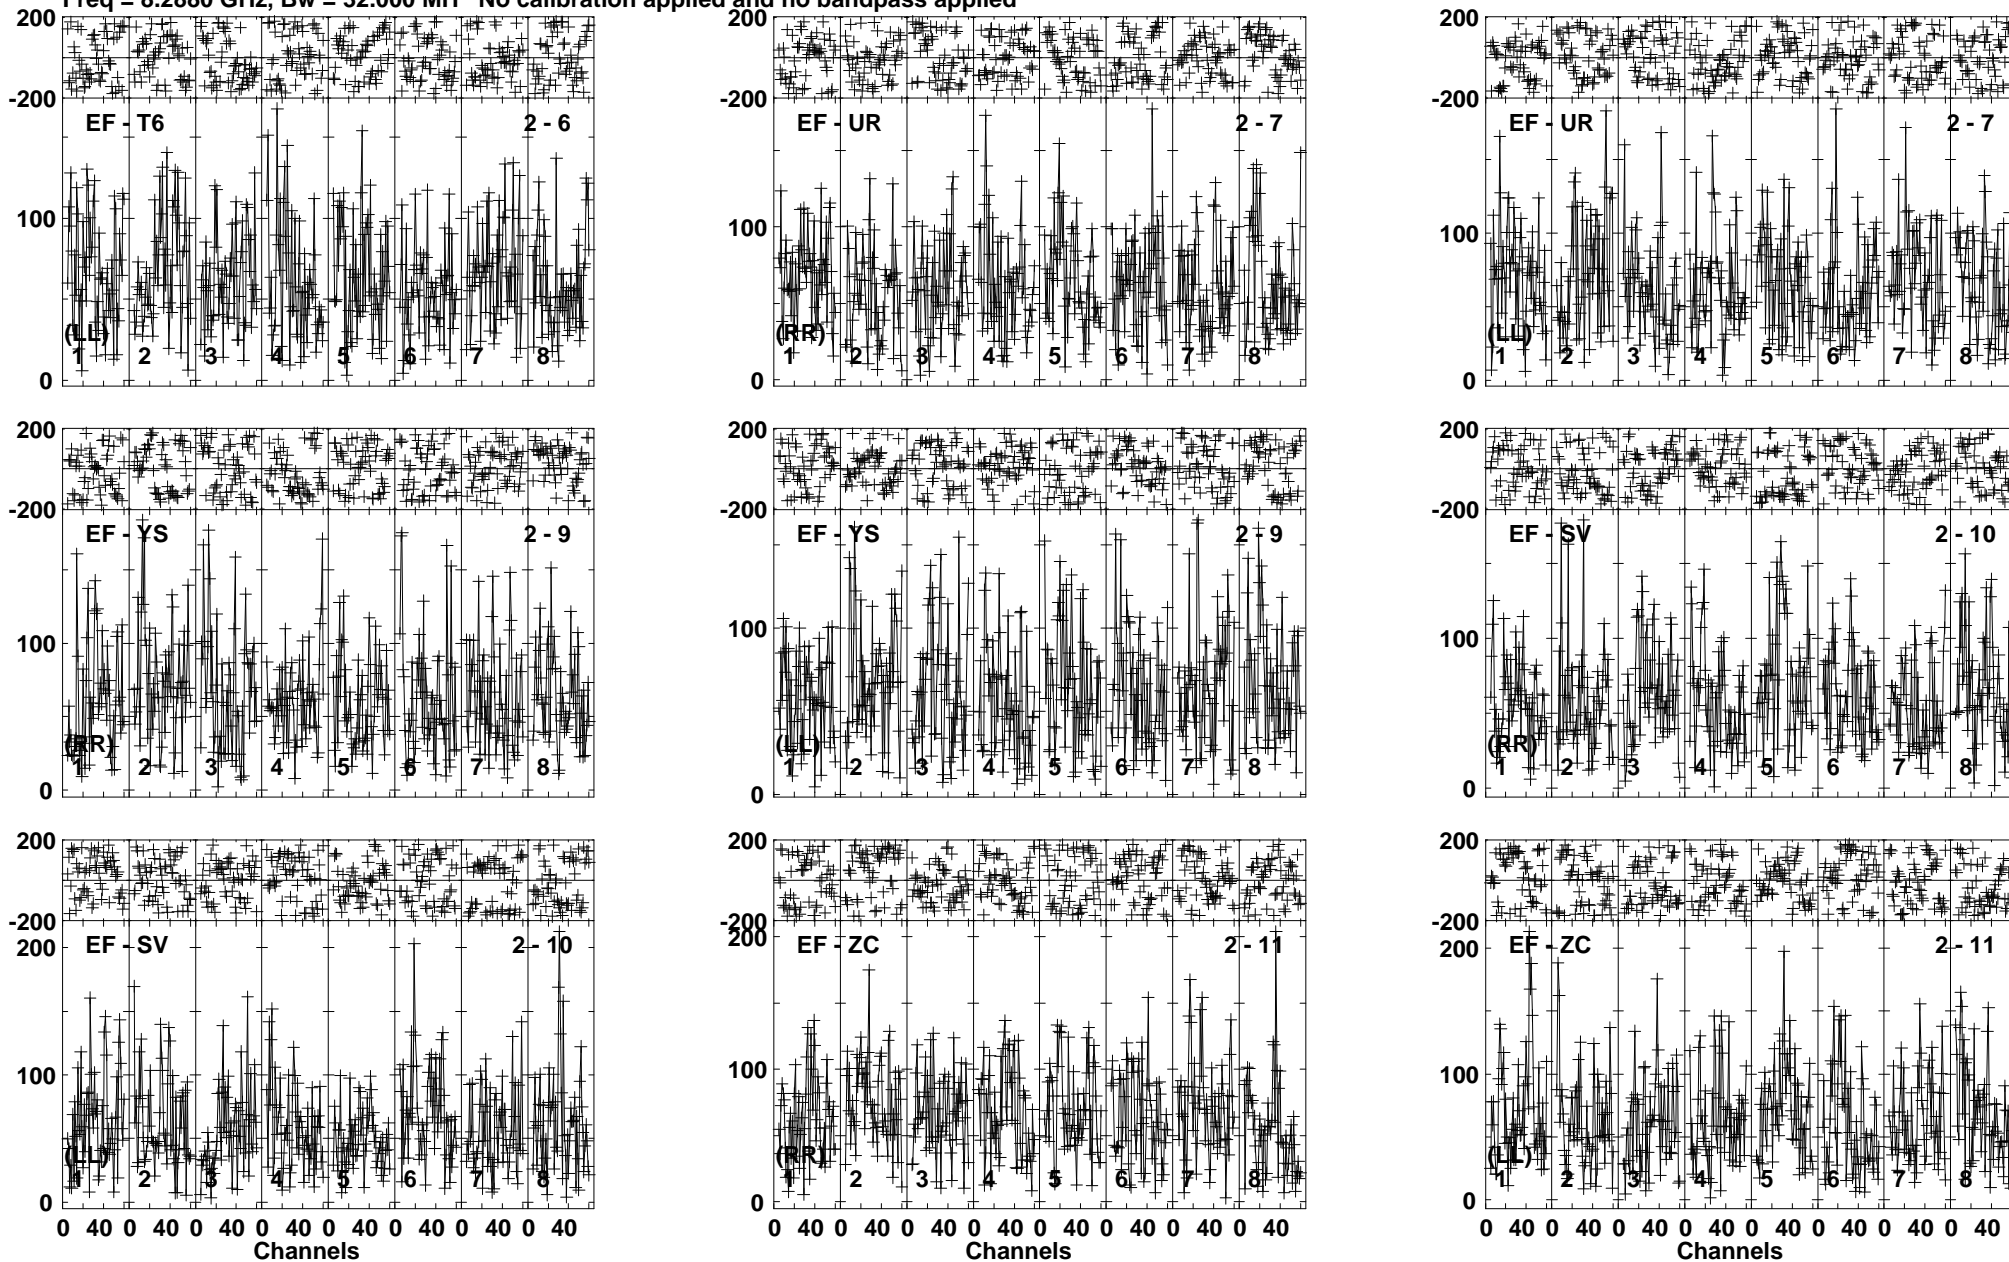 Freq = 8.2880 GHz, Bw = 32.000 MH No calibration applied and no bandpass applied
200 200 200
-200 -200 -200
EF - T6 2 - 6 EF - UR 2 - 7 EF - UR 2 - 7
100 100 100
(LL) (RR) (LL)
1 2 3 4 5 6 7 8 1 2 3 4 5 6 7 8 1 2 3 4 5 6 7 8
0 0 0
200 200 200
-200 -200 -200
EF - YS 2 - 9 EF - YS 2 - 9 EF - SV 2 - 10
100 100 100
(RR) (LL) (RR)
1 2 3 4 5 6 7 8 1 2 3 4 5 6 7 8 1 2 3 4 5 6 7 8
0 0 0
200 200 200
-200 -200 -200
200 200 200
EF - SV 2 - 10 EF - ZC 2 - 11 EF - ZC 2 - 11
100 100 100
(LL) (RR) (LL)
1 2 3 4 5 6 7 8 1 2 3 4 5 6 7 8 1 2 3 4 5 6 7 8
0 0 0
0 40 0 40 0 40 0 40 0 40 0 40 0 40 0 40 0 40 0 40 0 40 0 40 0 40 0 40 0 40 0 40 0 40 0 40 0 40 0 40 0 40 0 40 0 40 0 40
Channels Channels Channels